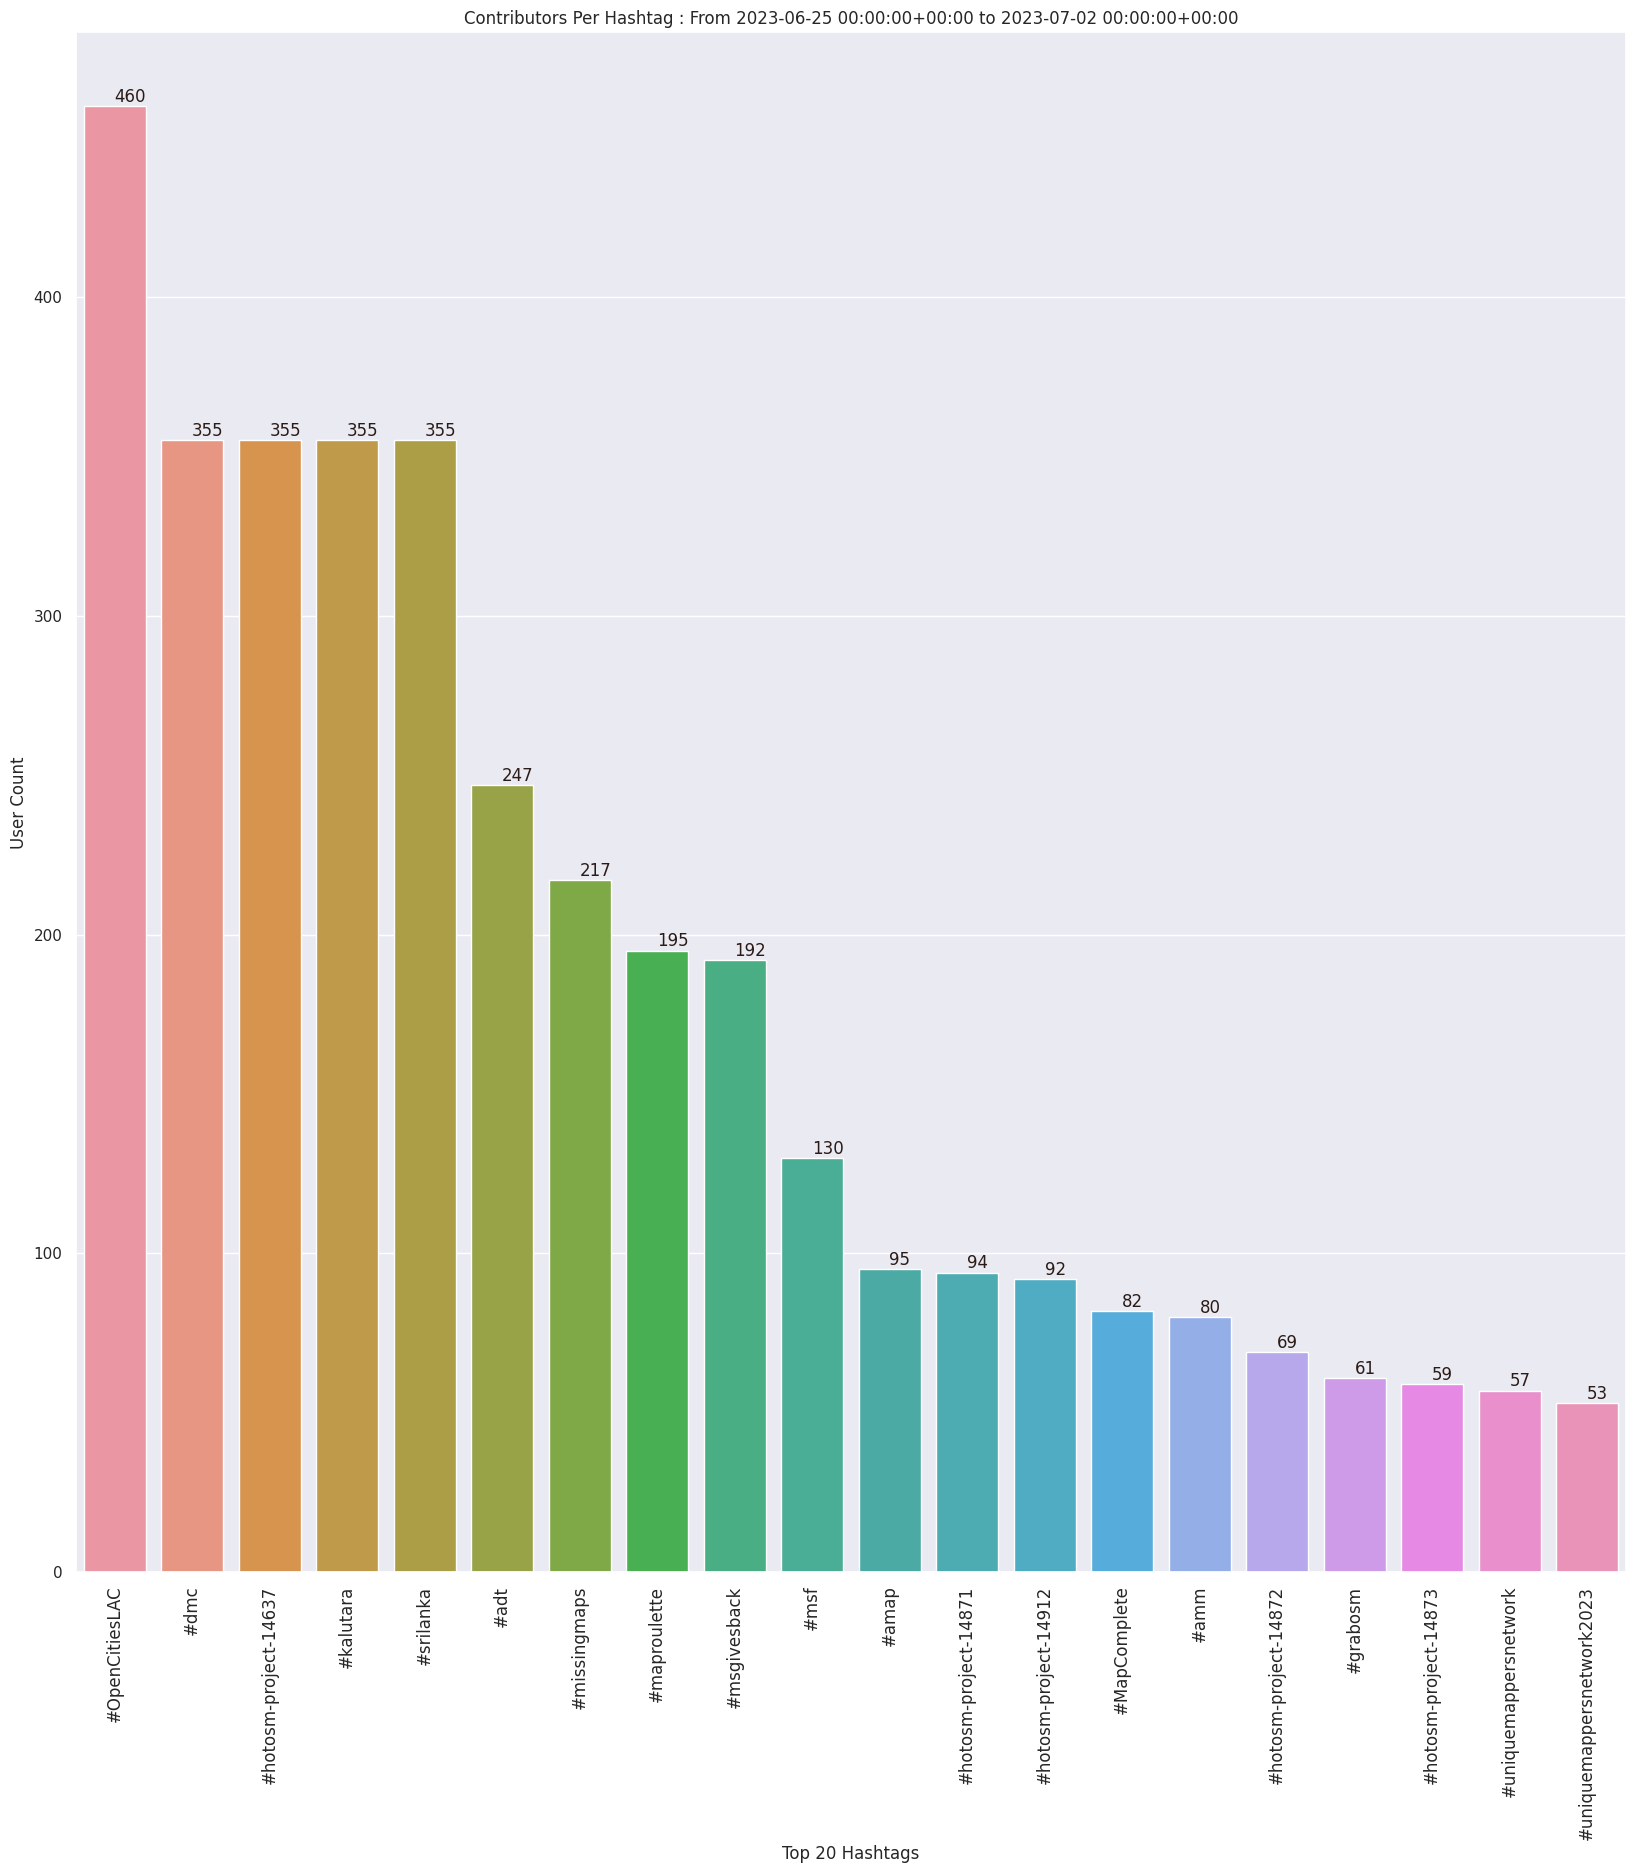 Contributors Per Hashtag : From 2023-06-25 00:00:00+00:00 to 2023-07-02 00:00:00+00:00
460
355
355
355
355
247
217
195
192
130
95
94
92
82
80
69
61
59
57
53
400
300
200
100
0
User Count
#OpenCitiesLAC
#dmc
#hotosm-project-14637
#kalutara
#srilanka
#adt
#missingmaps
#maproulette
#msgivesback
#msf
#amap
#hotosm-project-14871
#hotosm-project-14912
#MapComplete
#amm
#hotosm-project-14872
#grabosm
#hotosm-project-14873
#uniquemappersnetwork
#uniquemappersnetwork2023
Top 20 Hashtags